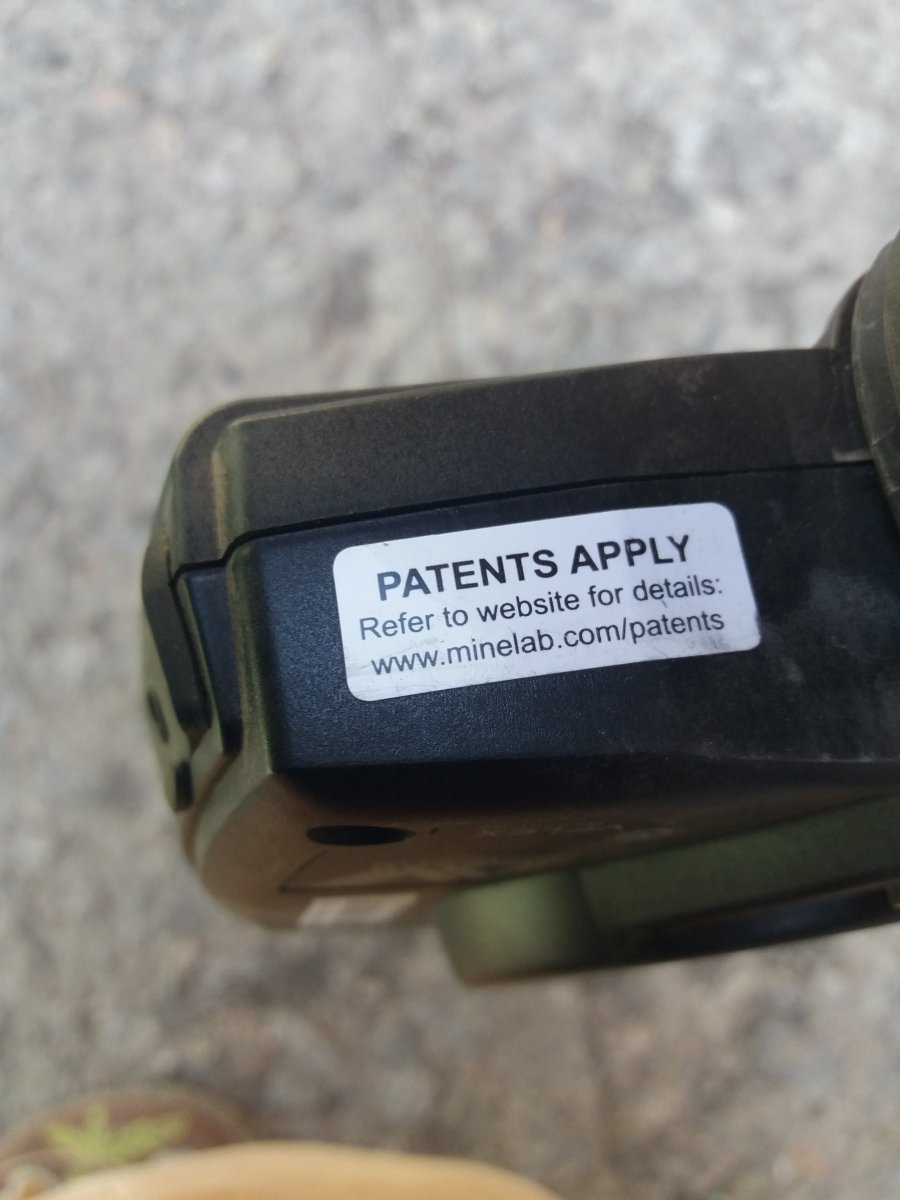 PATENTS APPLY
Refer to website for details:
www.minelab.com/patents